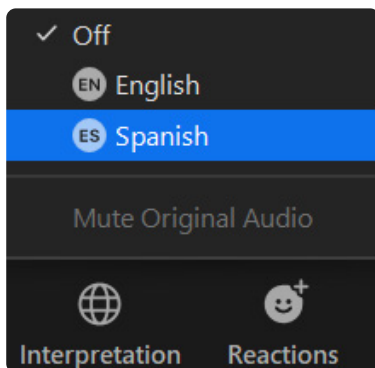 Off
EN English
ES Spanish
Mute Original Audio
Interpretation Reactions